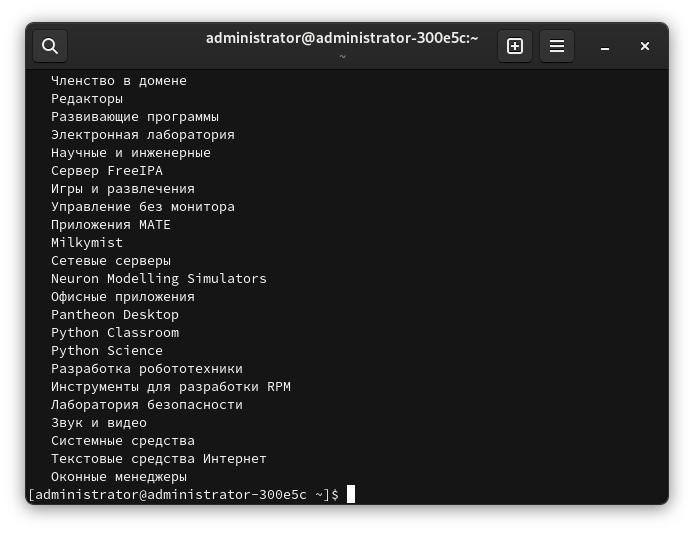 administrator@administrator-300e5c:~
~
Членство в домене
Редакторы
Развивающие программы
Электронная лаборатория
Научные и инженерные
Сервер FreeIPA
Игры и развлечения
Управление без монитора
Приложения MATE
Milkymist
Сетевые серверы
Neuron Modelling Simulators
Офисные приложения
Pantheon Desktop
Python Classroom
Python Science
Разработка робототехники
Инструменты для разработки RPM
Лаборатория безопасности
Звук и видео
Системные средства
Текстовые средства Интернет
Оконные менеджеры
[administrator@administrator-300e5c ~]$